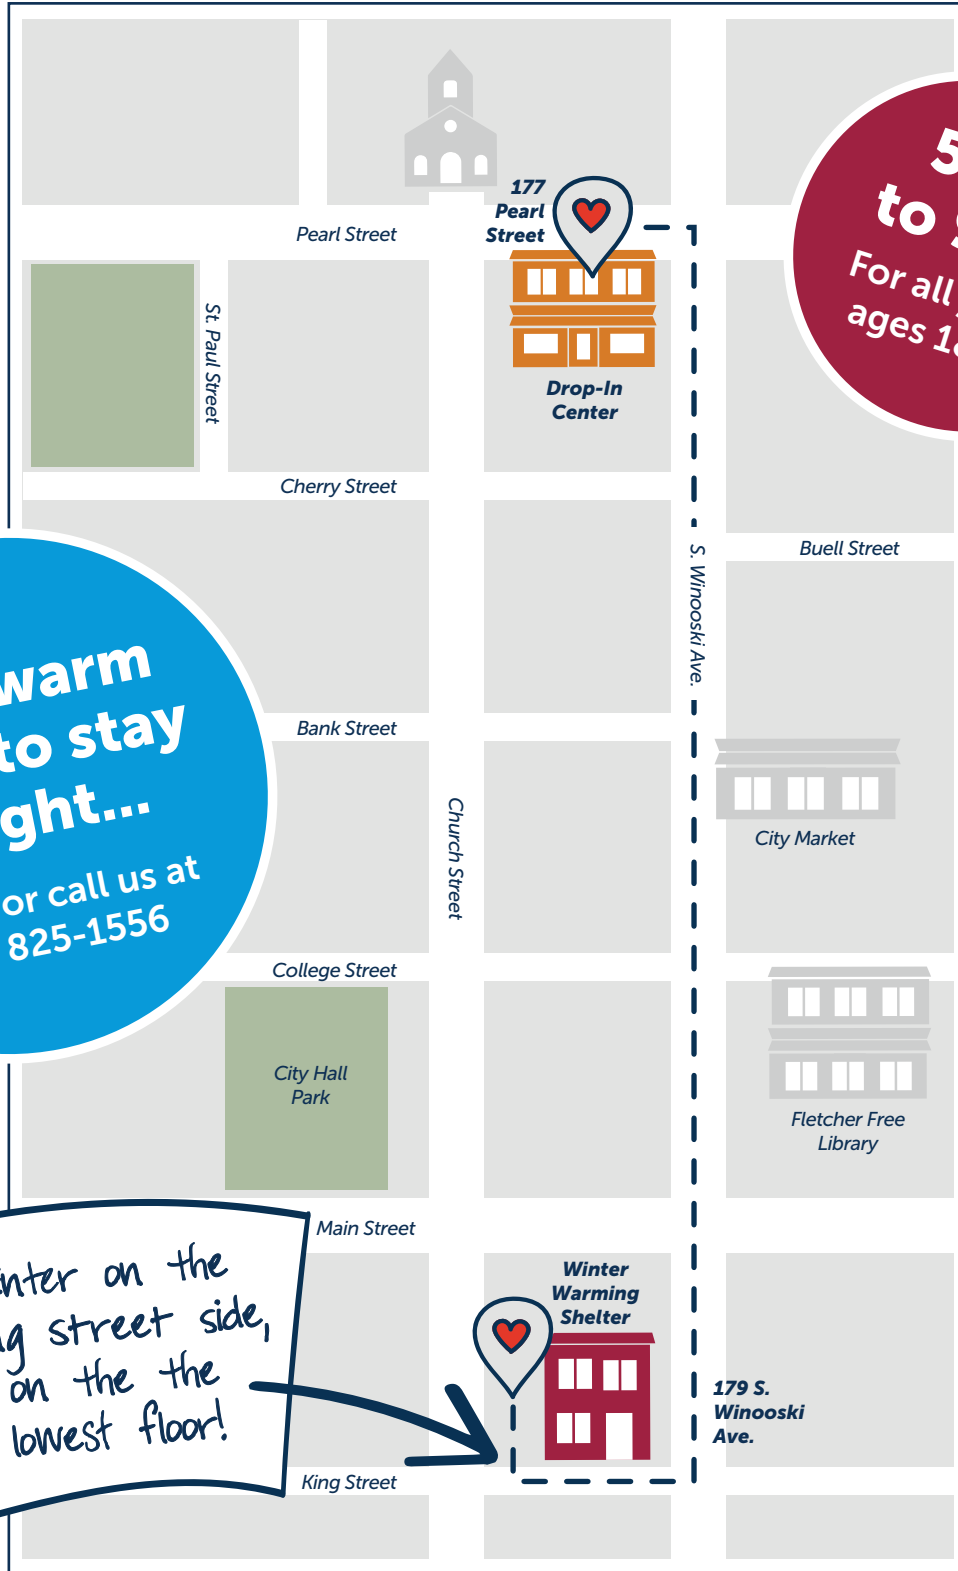 177
Pearl
Street
Pearl Street
to
For all
ages
St. Paul Street
Drop-In
Center
Cherry Street
S. Winooski Ave.
Buell Street
warm
to stay
Bank Street
or call us at
825-1556
Church Street
City Market
College Street
City Hall
Park
Fletcher Free
Library
Main Street
on the
street side,
on the the
lowest floor!
Winter
Warming
Shelter
179 S.
Winooski
Ave.
King Street